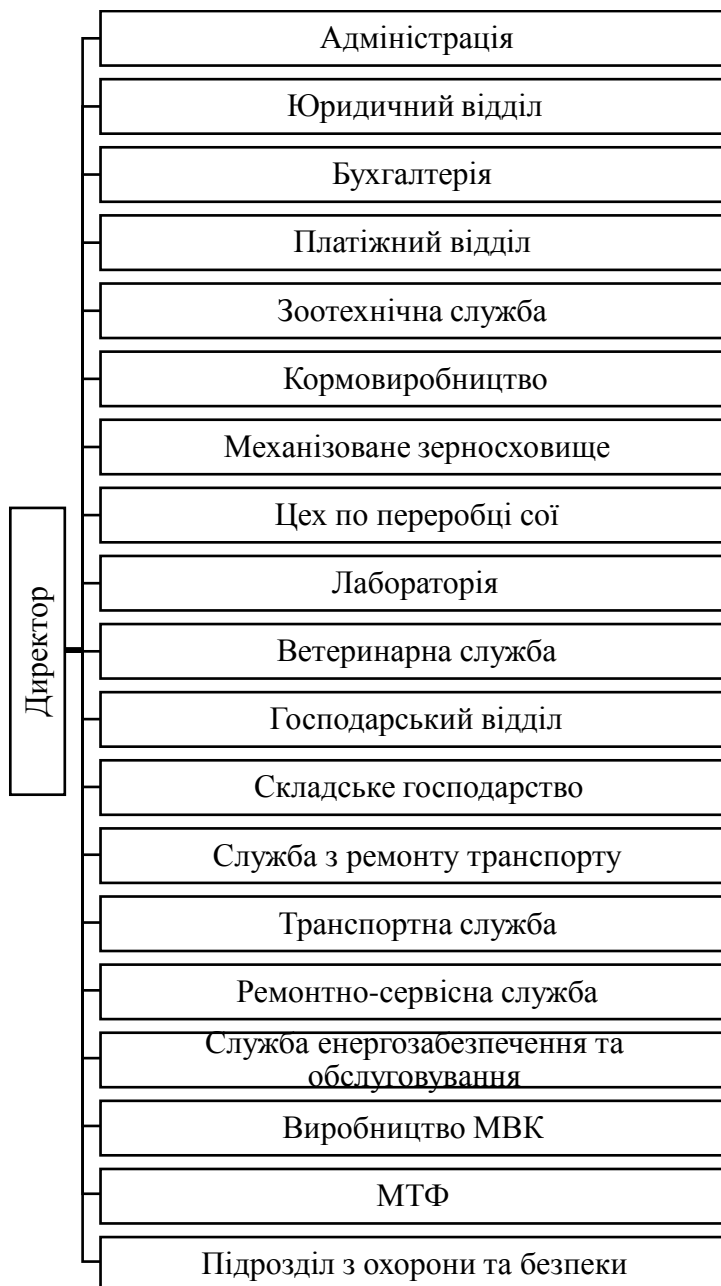 Адміністрація
Юридичний відділ
Бухгалтерія
Платіжний відділ
Зоотехнічна служба
Кормовиробництво
Механізоване зерносховище
Цех по переробці сої
Лабораторія
Директор
Ветеринарна служба
Господарський відділ
Складське господарство
Служба з ремонту транспорту
Транспортна служба
Ремонтно-сервісна служба
Служба енергозабезпечення та
обслуговування
Виробництво МВК
МТФ
Підрозділ з охорони та безпеки